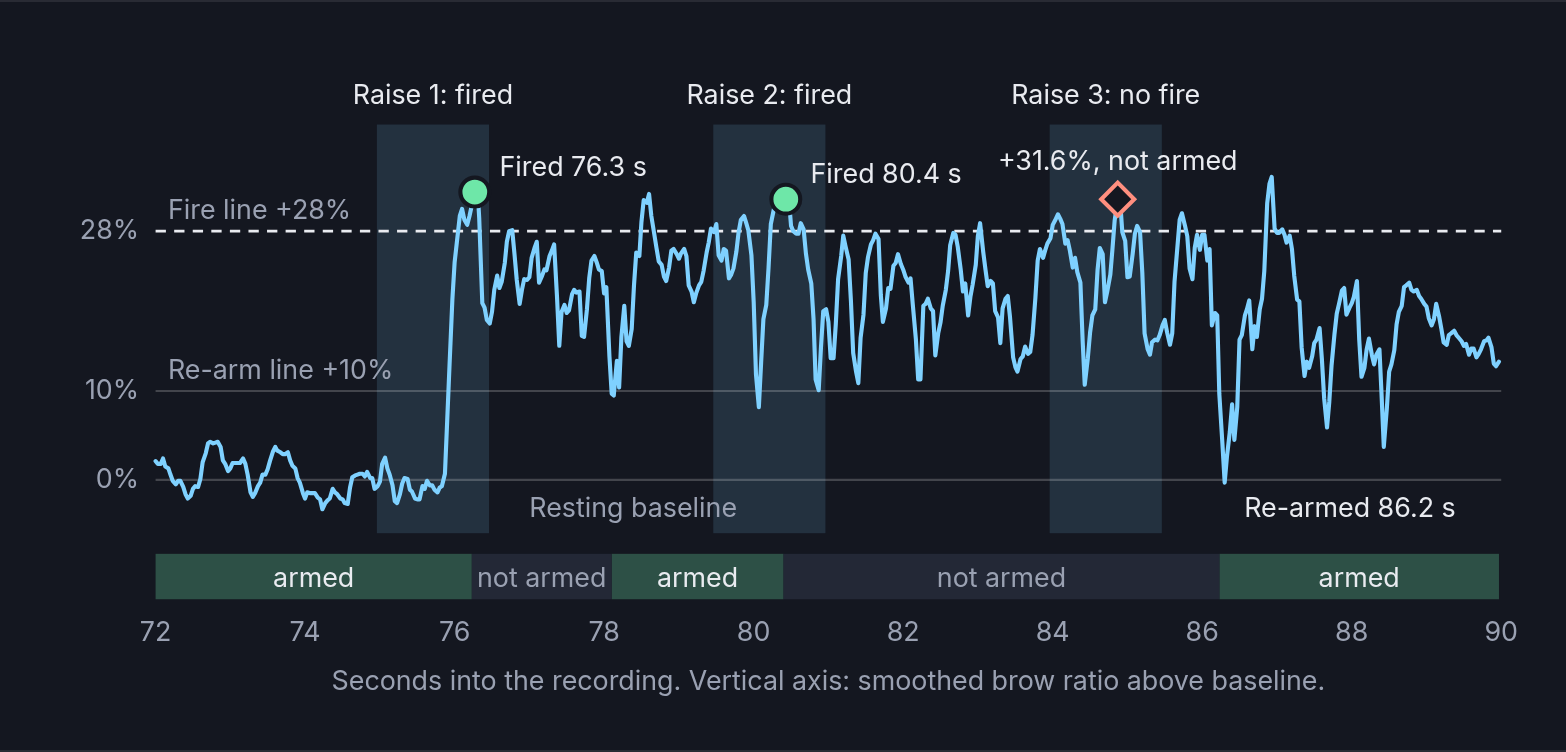 Raise 1: fired
Raise 2: fired
Raise 3: no fire
Fired 76.3 s
Fired 80.4 s
+31.6%, not armed
Fire line +28%
28%
Re-arm line +10%
10%
0%
Resting baseline
Re-armed 86.2 s
armed
not armed
armed
not armed
armed
72 74 76 78 80 82 84 86 88 90
Seconds into the recording. Vertical axis: smoothed brow ratio above baseline.